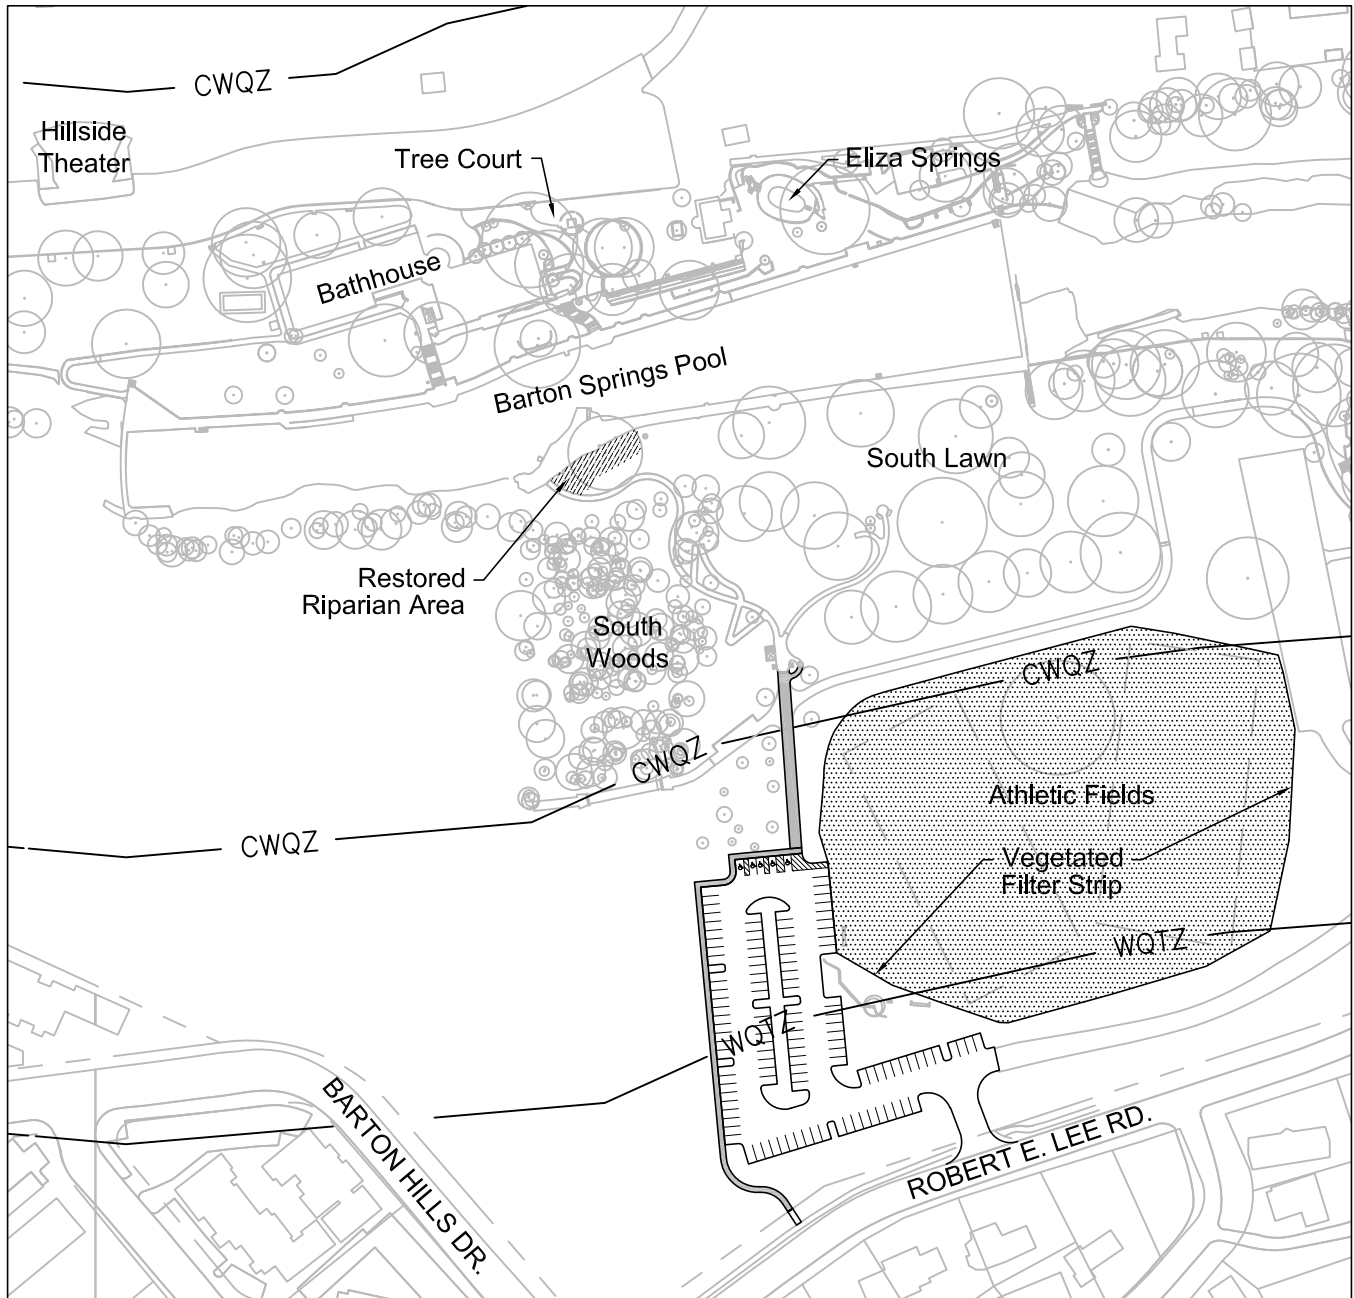 CWQZ
Hillside
Theater
Tree Court
Eliza Springs
Bathhouse
Barton Springs Pool
South Lawn
Restored
Riparian Area
South
Woods
CWQZ
CWQZ
CWQZ
Athletic Fields
Vegetated
Filter Strip
WQTZ
WQTZ
BARTON HILLS DR.
ROBERT E. LEE RD.